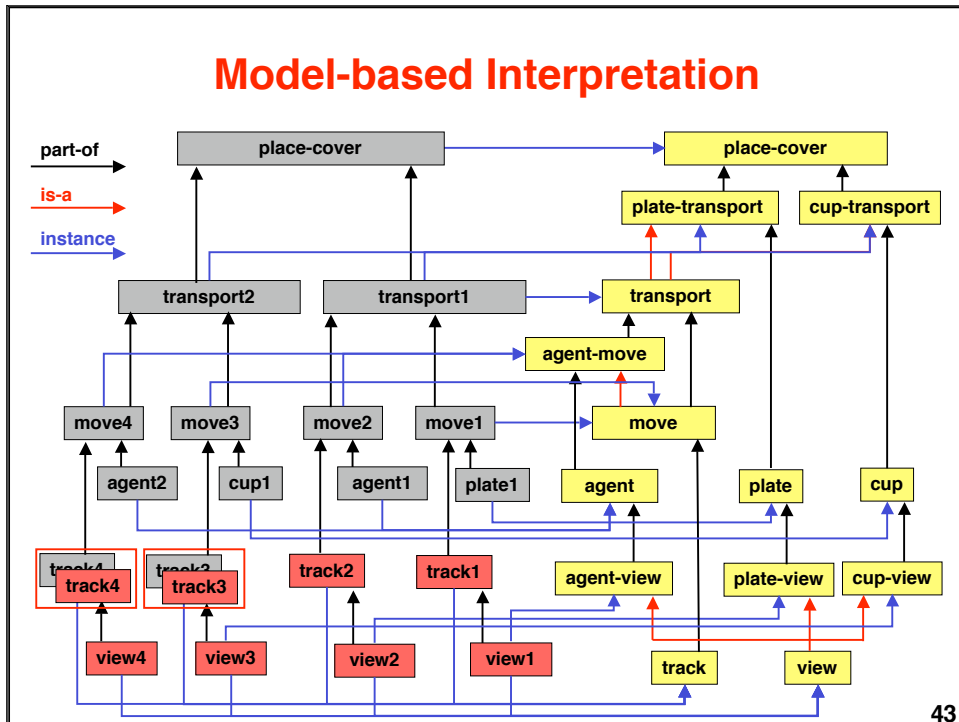 Model-based Interpretation
part-of
is-a
instance
place-cover place-cover
plate-transport cup-transport
transport2 transport1 transport
agent-move
move4 move3 move2 move1 move
agent2 cup1 agent1 plate1 agent plate cup
track4 track3 track2 track1 agent-view plate-view cup-view
track4 track3
view4 view3 view2 view1 track view
43